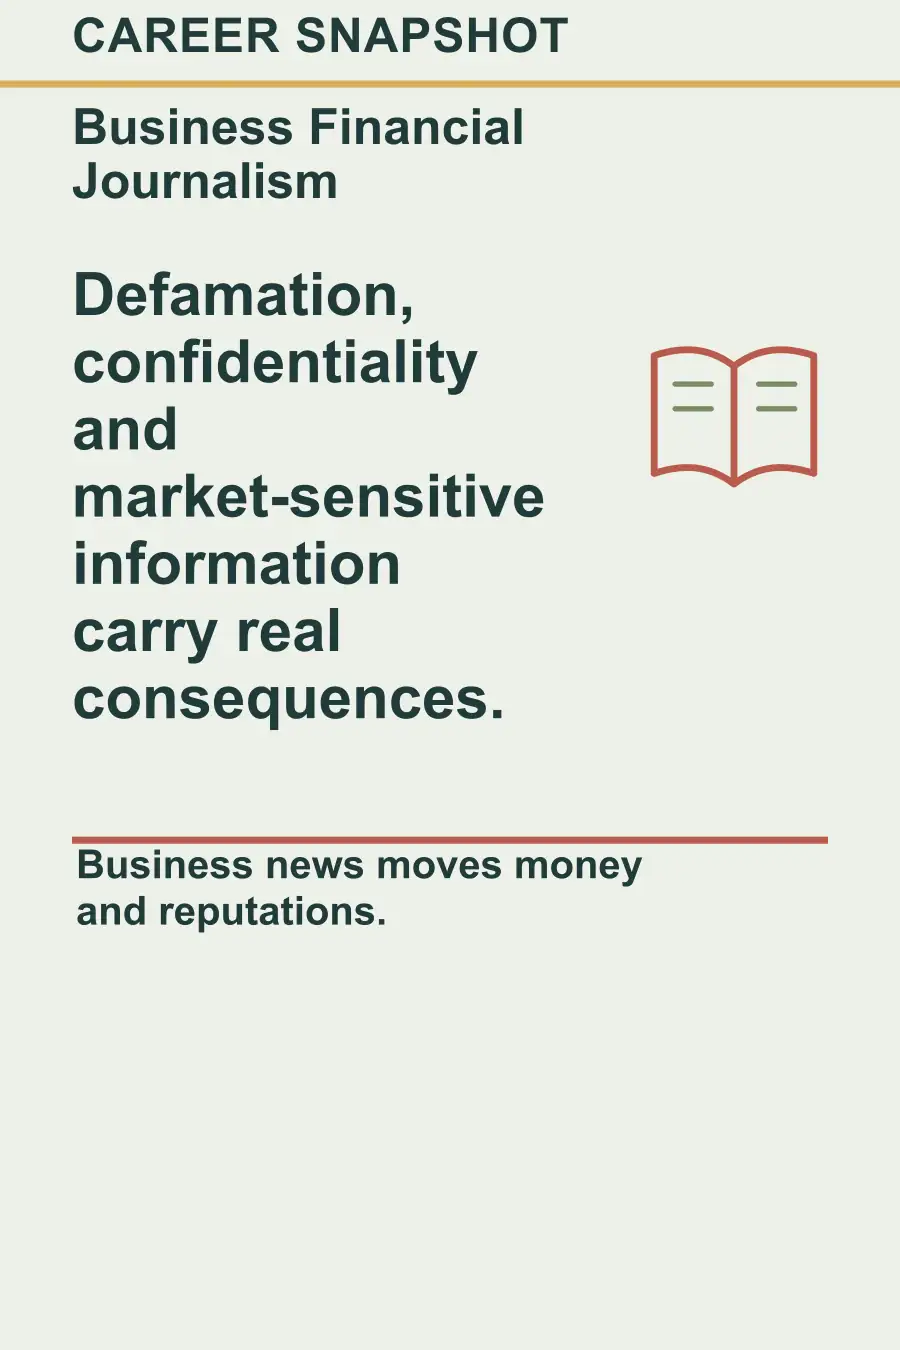 CAREER SNAPSHOT
Business Financial
Journalism
Defamation,
confidentiality
and
market-sensitive
information
carry real
consequences.
Business news moves money
and reputations.